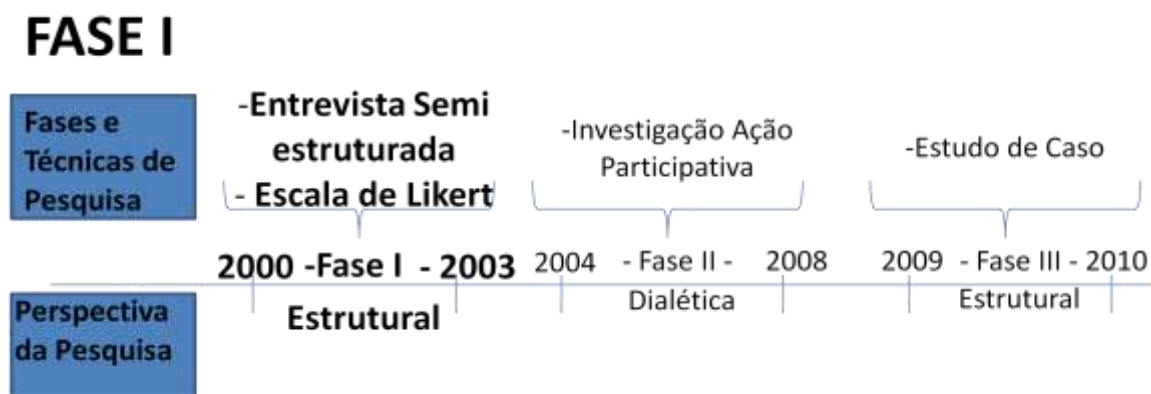 FASE I
Fases e
Técnicas de
Pesquisa
-Entrevista Semi
estruturada
- Escala de Likert
-Investigação Ação
Participativa
-Estudo de Caso
2000 -Fase I - 2003 2004 - Fase II - 2008 2009 - Fase III - 2010
Perspectiva
da Pesquisa
Estrutural
Dialética
Estrutural